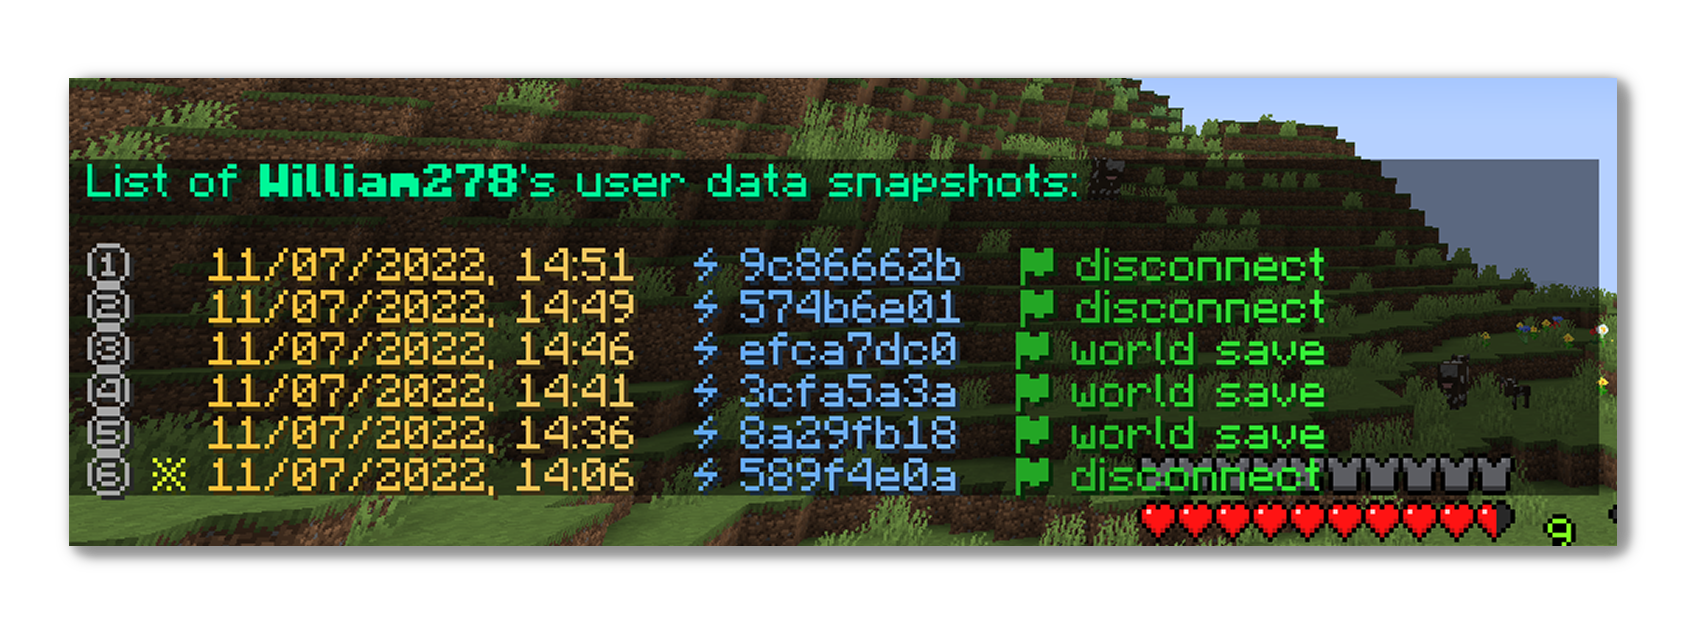 List of William278's user data snapshots:
① 11/07/2022, 14:51 ⚡ 9c86662b ⚑ disconnect
② 11/07/2022, 14:49 ⚡ 574b6e01 ⚑ disconnect
③ 11/07/2022, 14:46 ⚡ efca7dc0 ⚑ world save
④ 11/07/2022, 14:41 ⚡ 3cfa5a3a ⚑ world save
⑤ 11/07/2022, 14:36 ⚡ 8a29fb18 ⚑ world save
⑥ ※ 11/07/2022, 14:06 ⚡ 589f4e0a ⚑ disconnect
9